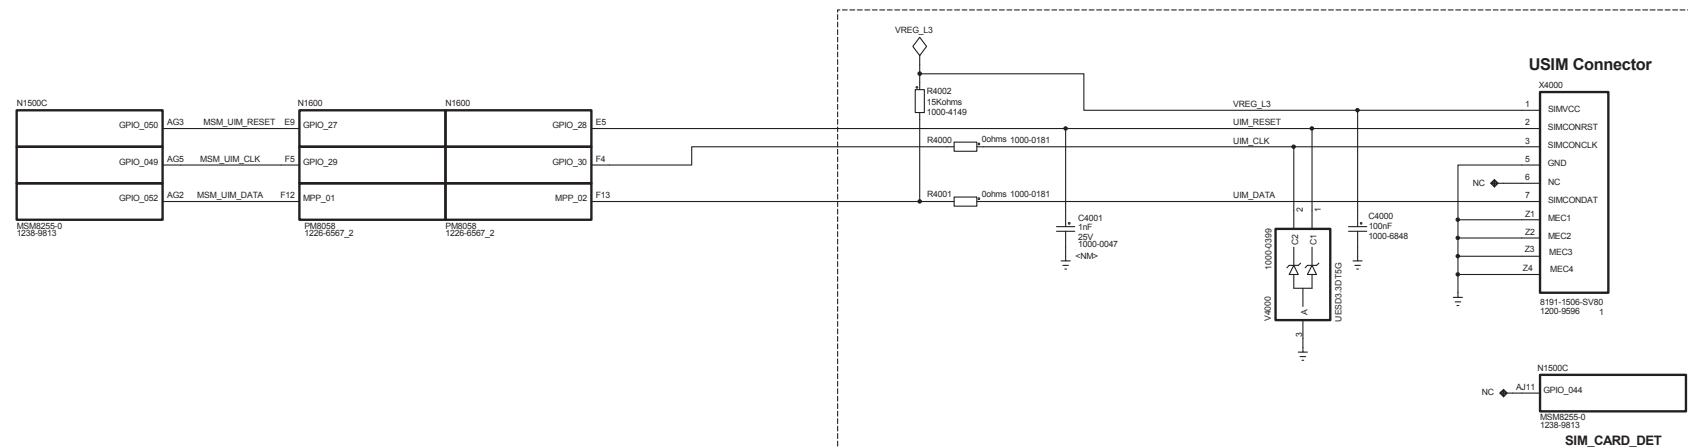 VREG_L3
R4002
15Kohms
1000-4149
USIM Connector
X4000
N1500C
N1600
N1600
GPIO_050 AG3 MSM_UIM_RESET E9 GPIO_27
GPIO_28 E5
GPIO_049 AG5 MSM_UIM_CLK F5 GPIO_29
GPIO_30 F4
GPIO_052 AG2 MSM_UIM_DATA F12 MPP_01
MPP_02 F13
MSM8255-0
1238-9813
PM8058
1226-6567_2
PM8058
1226-6567_2
R4000 0ohms 1000-0181
R4001 0ohms 1000-0181
VREG_L3
UIM_RESET
UIM_CLK
UIM_DATA
C4001
1nF
25V
1000-0047
<NM>
1000-0399
V4000
2 1
C2 C1
A
3
UESD3.3DT5G
C4000
100nF
1000-6848
1 SIMVCC
2 SIMCONRST
3 SIMCONCLK
5 GND
NC 6 NC
7 SIMCONDAT
Z1 MEC1
Z2 MEC2
Z3 MEC3
Z4 MEC4
8191-1506-SV80
1200-9596 1
N1500C
NC AJ11 GPIO_044
MSM8255-0
1238-9813
SIM_CARD_DET